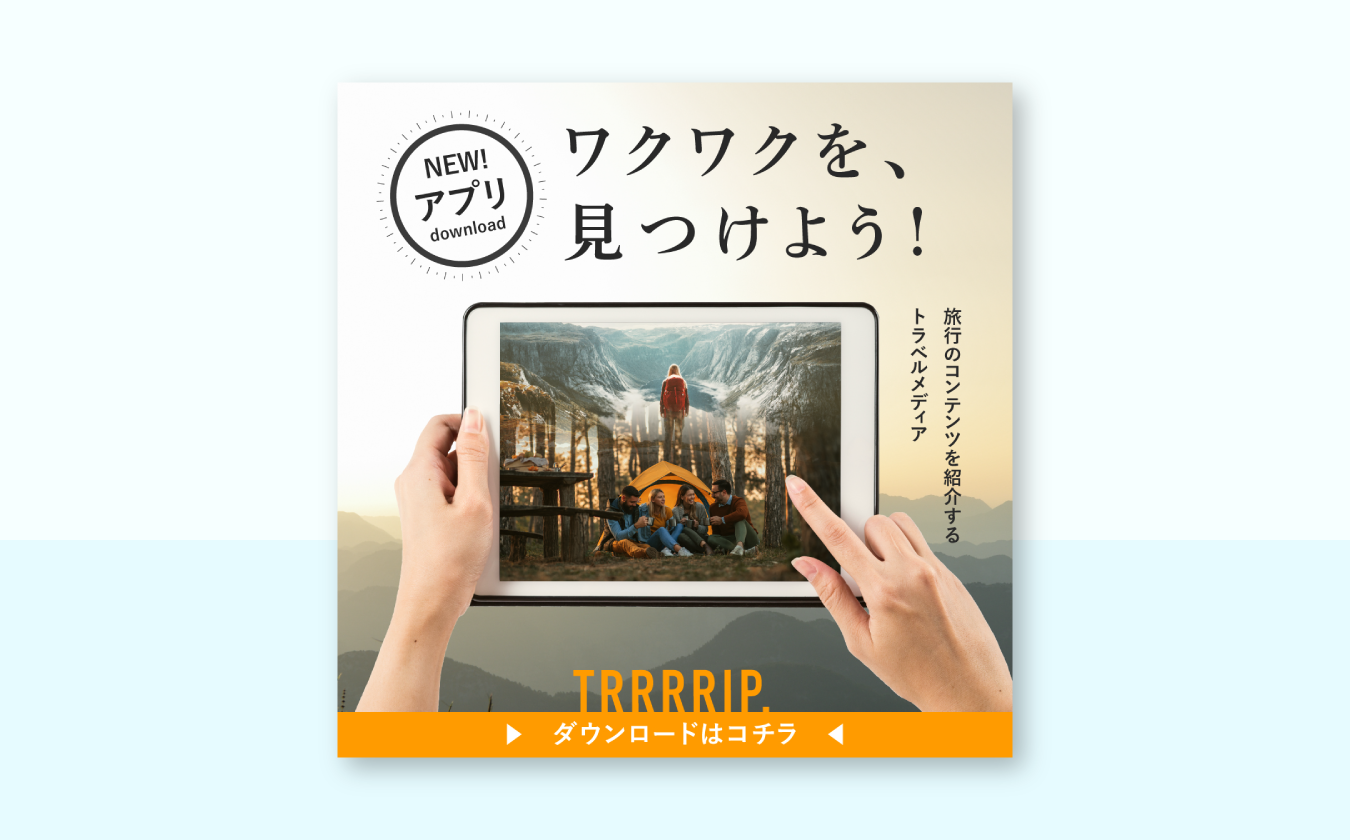 NEW!
アプリ
download
ワクワクを、
見つけよう!
旅行のコンテンツを紹介する
トラベルメディア
TRRRRIP.
ダウンロードはコチラ